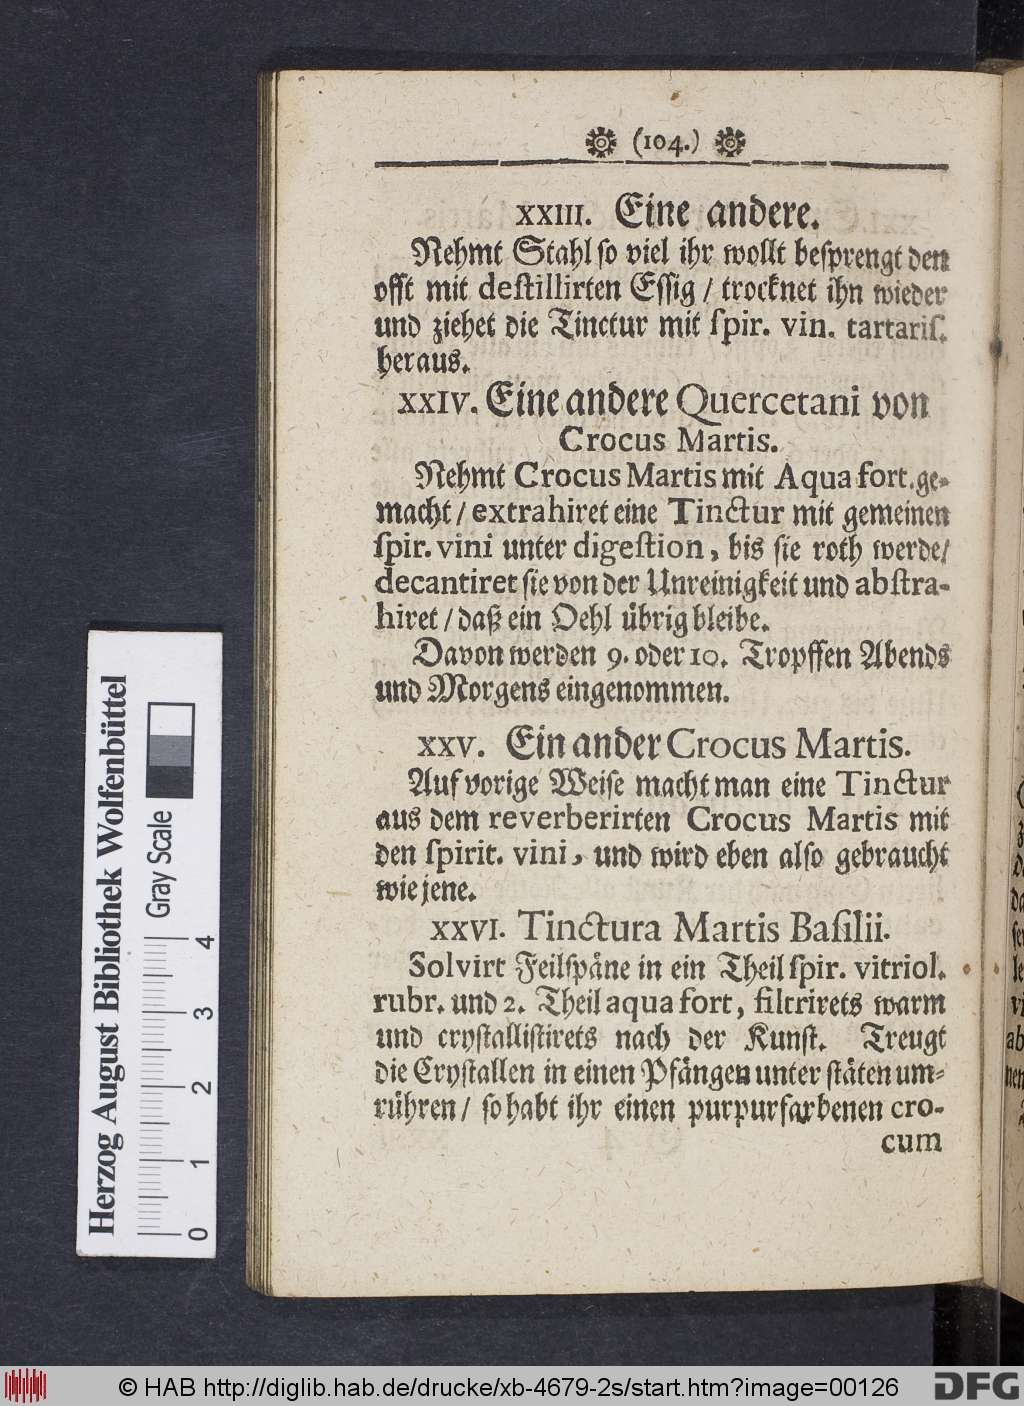 (104.)
XXIII. Eine andere.
Nehmt Stahl so viel ihr wollt besprengt den
offt mit destillirten Essig / trocknet ihn wieder
und ziehet die Tinctur mit spir. vin. tartaris.
heraus.
XXIV. Eine andere Quercetani von
Crocus Martis.
Nehmt Crocus Martis mit Aqua fort. ge-
macht / extrahiret eine Tinctur mit gemeinen
spir. vini unter digestion, bis sie roth werde /
decantiret sie von der Unreinigkeit und abstra-
hiret / daß ein Oehl übrig bleibe.
Davon werden 9. oder 10. Tropffen Abends
und Morgens eingenommen.
XXV. Ein ander Crocus Martis.
Auf vorige Weise macht man eine Tinctur
aus dem reverberirten Crocus Martis mit
den spirit. vini, und wird eben also gebraucht
wie jene.
XXVI. Tinctura Martis Basilii.
Solvirt Feilspäne in ein Theil spir. vitriol.
rubr. und 2. Theil aqua fort, filtrirets warm
und crystallisirets nach der Kunst. Treugt
die Crystallen in einen Pfängen unter stäten um-
rühren / so habt ihr einen purpurfarbenen cro-
cum
Herzog August Bibliothek Wolfenbüttel
Gray Scale
0 1 2 3 4
© HAB http://diglib.hab.de/drucke/xb-4679-2s/start.htm?image=00126
DFG